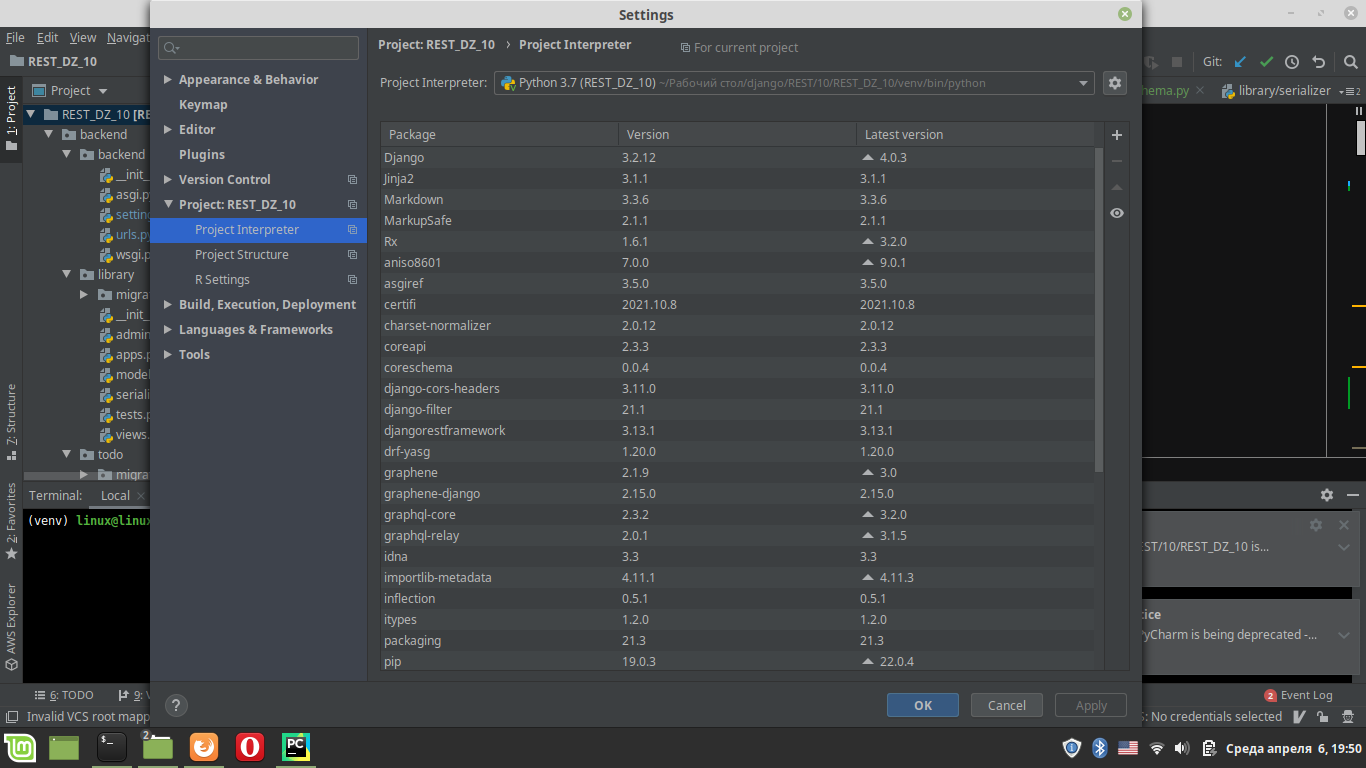 Settings
File Edit View Navigat
REST_DZ_10
Git:
Project
REST_DZ_10 [RE
backend
backend
__init_
asgi.p
settin
urls.py
wsgi.p
library
migra
__init_
admin
apps.p
mode
seriali
tests.p
views.
todo
migra
1: Project
7: Structure
2: Favorites
AWS Explorer
Appearance & Behavior
Keymap
Editor
Plugins
Version Control
Project: REST_DZ_10
Project Interpreter
Project Structure
R Settings
Build, Execution, Deployment
Languages & Frameworks
Tools
Project: REST_DZ_10 › Project Interpreter For current project
Project Interpreter: Python 3.7 (REST_DZ_10) ~/Рабочий стол/django/REST/10/REST_DZ_10/venv/bin/python
Package Version Latest version
Django 3.2.12 4.0.3
Jinja2 3.1.1 3.1.1
Markdown 3.3.6 3.3.6
MarkupSafe 2.1.1 2.1.1
Rx 1.6.1 3.2.0
aniso8601 7.0.0 9.0.1
asgiref 3.5.0 3.5.0
certifi 2021.10.8 2021.10.8
charset-normalizer 2.0.12 2.0.12
coreapi 2.3.3 2.3.3
coreschema 0.0.4 0.0.4
django-cors-headers 3.11.0 3.11.0
django-filter 21.1 21.1
djangorestframework 3.13.1 3.13.1
drf-yasg 1.20.0 1.20.0
graphene 2.1.9 3.0
graphene-django 2.15.0 2.15.0
graphql-core 2.3.2 3.2.0
graphql-relay 2.0.1 3.1.5
idna 3.3 3.3
importlib-metadata 4.11.1 4.11.3
inflection 0.5.1 0.5.1
itypes 1.2.0 1.2.0
packaging 21.3 21.3
pip 19.0.3 22.0.4
? OK Cancel Apply
hema.py library/serializer 2
Terminal: Local
(venv) linux@linux
EST/10/REST_DZ_10 is...
tice
PyCharm is being deprecated -...
6: TODO 9: V
2 Event Log
Invalid VCS root mapp
S: No credentials selected
2
PC
Среда апреля 6, 19:50